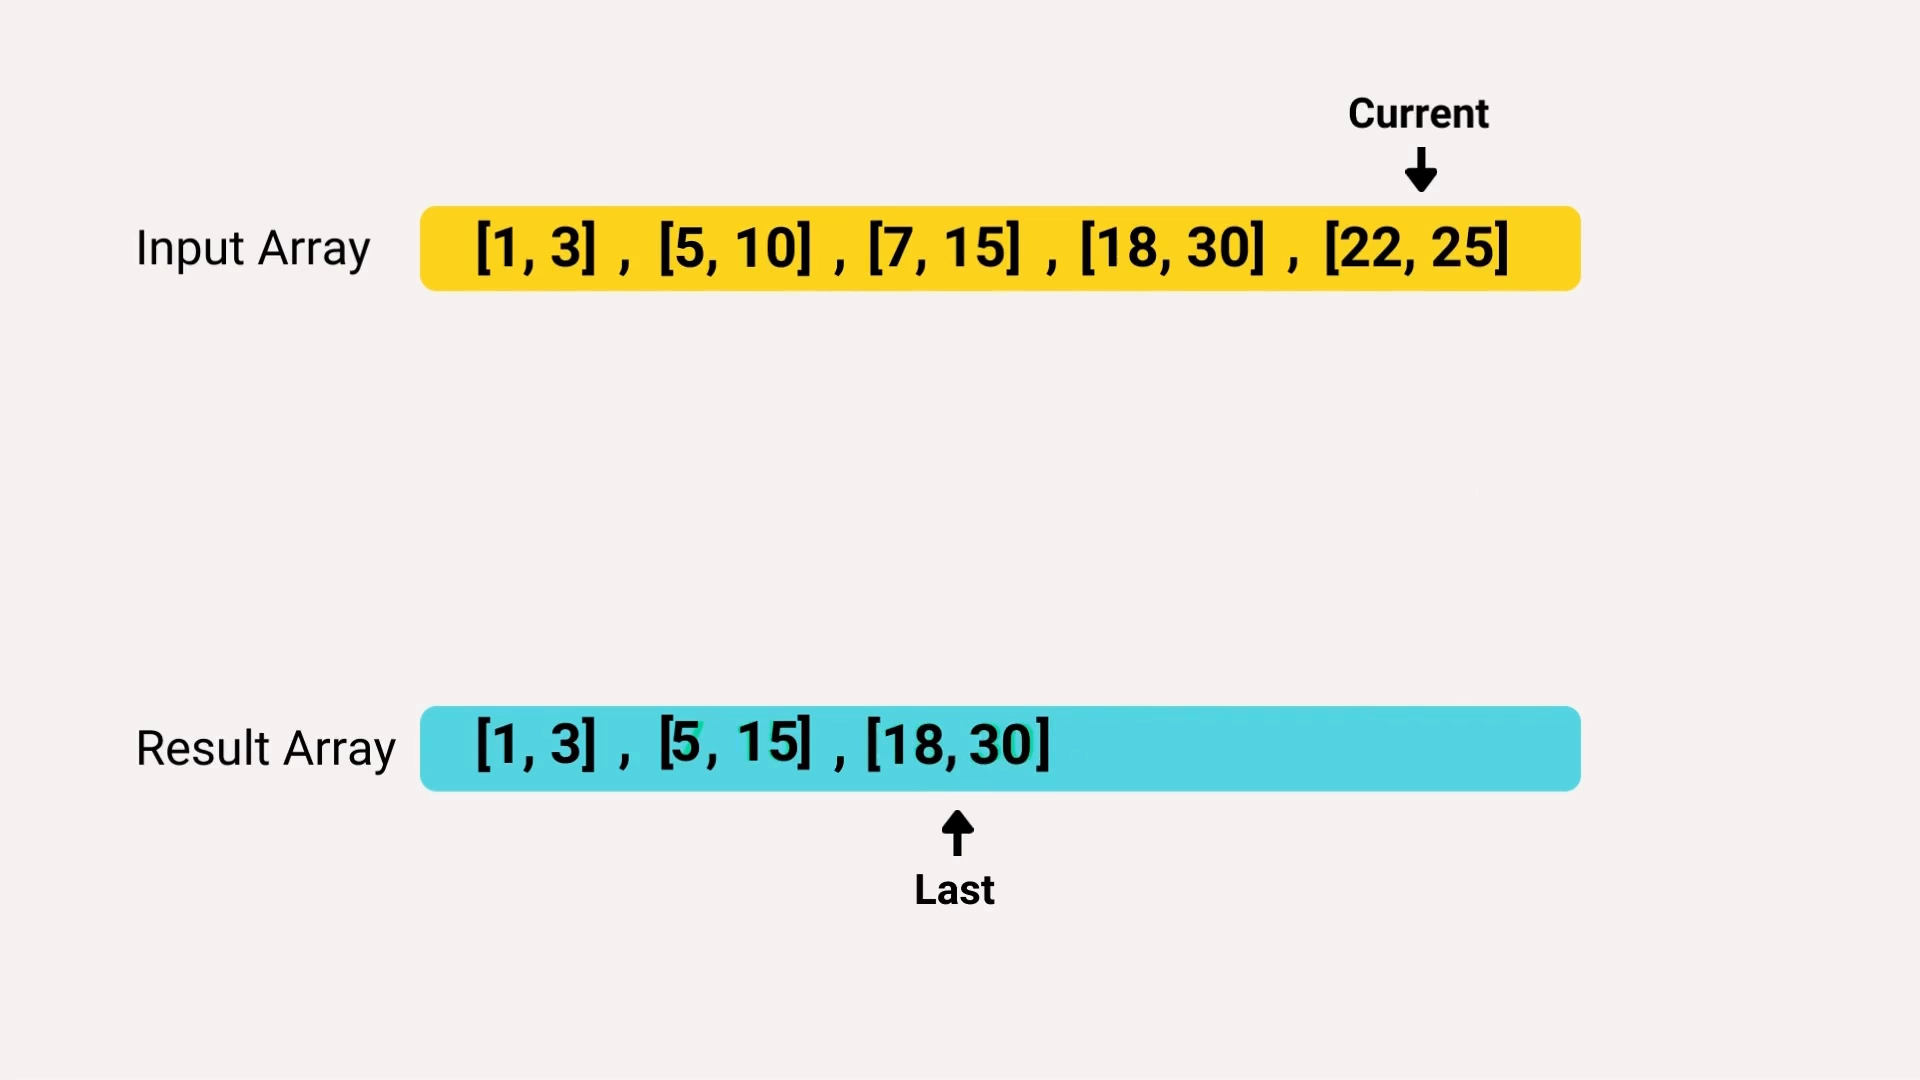 Current
Input Array [1, 3] , [5, 10] , [7, 15] , [18, 30] , [22, 25]
Result Array [1, 3] , [5, 15] , [18, 30]
Last